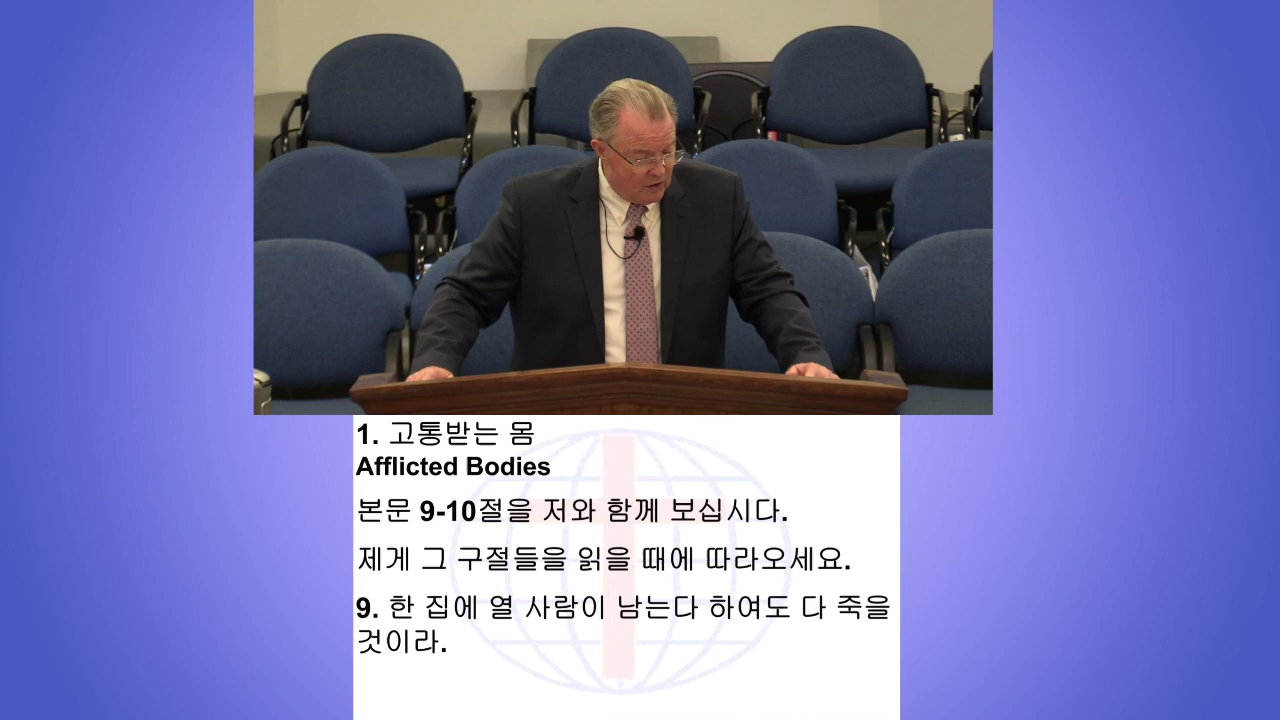 1. 고통받는 몸
Afflicted Bodies
본문 9-10절을 저와 함께 보십시다.
제게 그 구절들을 읽을 때에 따라오세요.
9. 한 집에 열 사람이 남는다 하여도 다 죽을
것이라.